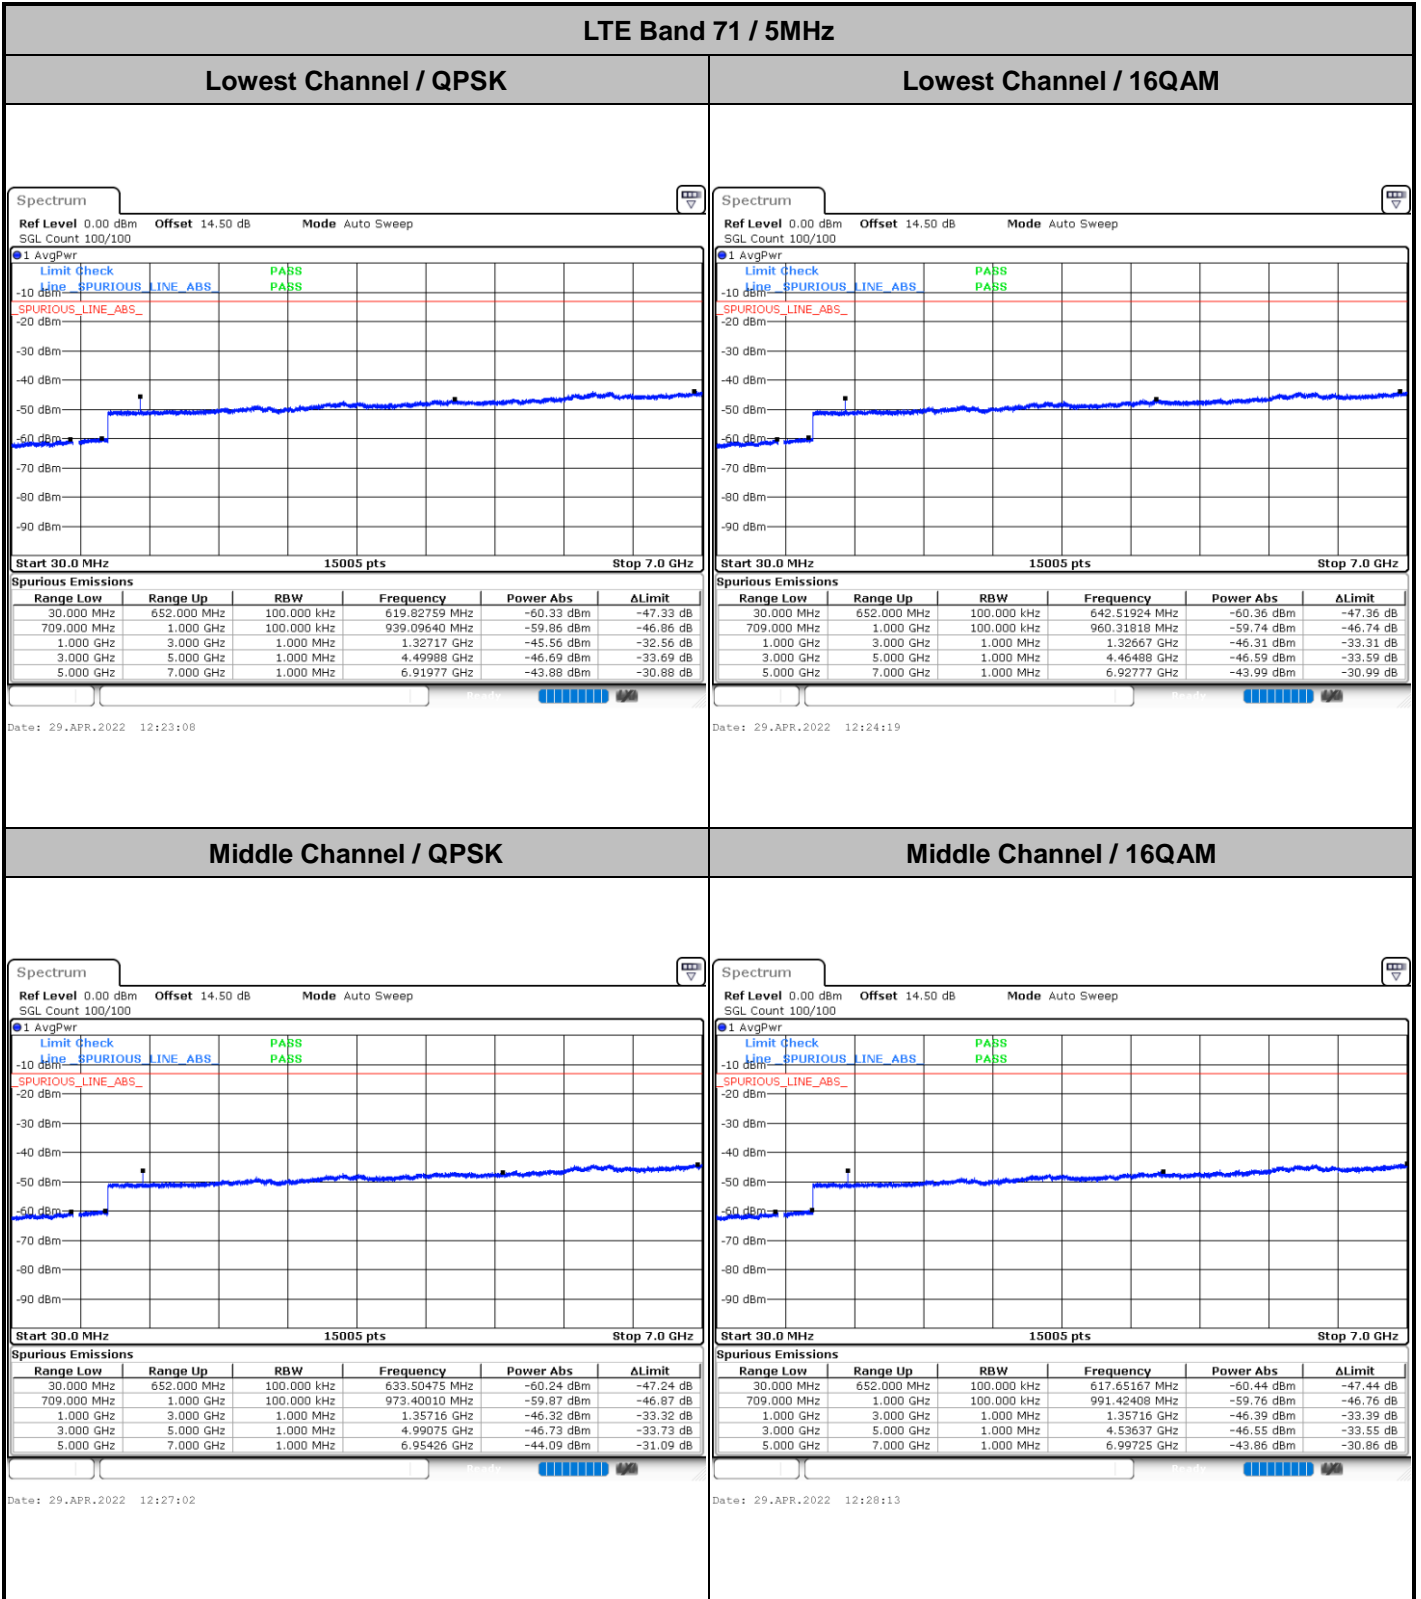 LTE Band 71 / 5MHz
Lowest Channel / QPSK
Lowest Channel / 16QAM
Spectrum
Ref Level 0.00 dBm Offset 14.50 dB Mode Auto Sweep
SGL Count 100/100
1 AvgPwr
Limit Check PASS
Line _SPURIOUS_LINE_ABS_ PASS
-10 dBm
_SPURIOUS_LINE_ABS_
-20 dBm
-30 dBm
-40 dBm
-50 dBm
-60 dBm
-70 dBm
-80 dBm
-90 dBm
Start 30.0 MHz 15005 pts Stop 7.0 GHz
Spurious Emissions
Range Low Range Up RBW Frequency Power Abs ΔLimit
30.000 MHz 652.000 MHz 100.000 kHz 619.82759 MHz -60.33 dBm -47.33 dB
709.000 MHz 1.000 GHz 100.000 kHz 939.09640 MHz -59.86 dBm -46.86 dB
1.000 GHz 3.000 GHz 1.000 MHz 1.32717 GHz -45.56 dBm -32.56 dB
3.000 GHz 5.000 GHz 1.000 MHz 4.49988 GHz -46.69 dBm -33.69 dB
5.000 GHz 7.000 GHz 1.000 MHz 6.91977 GHz -43.88 dBm -30.88 dB
Ready
Date: 29.APR.2022 12:23:08
Spectrum
Ref Level 0.00 dBm Offset 14.50 dB Mode Auto Sweep
SGL Count 100/100
1 AvgPwr
Limit Check PASS
Line _SPURIOUS_LINE_ABS_ PASS
-10 dBm
_SPURIOUS_LINE_ABS_
-20 dBm
-30 dBm
-40 dBm
-50 dBm
-60 dBm
-70 dBm
-80 dBm
-90 dBm
Start 30.0 MHz 15005 pts Stop 7.0 GHz
Spurious Emissions
Range Low Range Up RBW Frequency Power Abs ΔLimit
30.000 MHz 652.000 MHz 100.000 kHz 642.51924 MHz -60.36 dBm -47.36 dB
709.000 MHz 1.000 GHz 100.000 kHz 960.31818 MHz -59.74 dBm -46.74 dB
1.000 GHz 3.000 GHz 1.000 MHz 1.32667 GHz -46.31 dBm -33.31 dB
3.000 GHz 5.000 GHz 1.000 MHz 4.46488 GHz -46.59 dBm -33.59 dB
5.000 GHz 7.000 GHz 1.000 MHz 6.92777 GHz -43.99 dBm -30.99 dB
Ready
Date: 29.APR.2022 12:24:19
Middle Channel / QPSK
Middle Channel / 16QAM
Spectrum
Ref Level 0.00 dBm Offset 14.50 dB Mode Auto Sweep
SGL Count 100/100
1 AvgPwr
Limit Check PASS
Line _SPURIOUS_LINE_ABS_ PASS
-10 dBm
_SPURIOUS_LINE_ABS_
-20 dBm
-30 dBm
-40 dBm
-50 dBm
-60 dBm
-70 dBm
-80 dBm
-90 dBm
Start 30.0 MHz 15005 pts Stop 7.0 GHz
Spurious Emissions
Range Low Range Up RBW Frequency Power Abs ΔLimit
30.000 MHz 652.000 MHz 100.000 kHz 633.50475 MHz -60.24 dBm -47.24 dB
709.000 MHz 1.000 GHz 100.000 kHz 973.40010 MHz -59.87 dBm -46.87 dB
1.000 GHz 3.000 GHz 1.000 MHz 1.35716 GHz -46.32 dBm -33.32 dB
3.000 GHz 5.000 GHz 1.000 MHz 4.99075 GHz -46.73 dBm -33.73 dB
5.000 GHz 7.000 GHz 1.000 MHz 6.95426 GHz -44.09 dBm -31.09 dB
Ready
Date: 29.APR.2022 12:27:02
Spectrum
Ref Level 0.00 dBm Offset 14.50 dB Mode Auto Sweep
SGL Count 100/100
1 AvgPwr
Limit Check PASS
Line _SPURIOUS_LINE_ABS_ PASS
-10 dBm
_SPURIOUS_LINE_ABS_
-20 dBm
-30 dBm
-40 dBm
-50 dBm
-60 dBm
-70 dBm
-80 dBm
-90 dBm
Start 30.0 MHz 15005 pts Stop 7.0 GHz
Spurious Emissions
Range Low Range Up RBW Frequency Power Abs ΔLimit
30.000 MHz 652.000 MHz 100.000 kHz 617.65167 MHz -60.44 dBm -47.44 dB
709.000 MHz 1.000 GHz 100.000 kHz 991.42408 MHz -59.76 dBm -46.76 dB
1.000 GHz 3.000 GHz 1.000 MHz 1.35716 GHz -46.39 dBm -33.39 dB
3.000 GHz 5.000 GHz 1.000 MHz 4.53637 GHz -46.55 dBm -33.55 dB
5.000 GHz 7.000 GHz 1.000 MHz 6.99725 GHz -43.86 dBm -30.86 dB
Ready
Date: 29.APR.2022 12:28:13